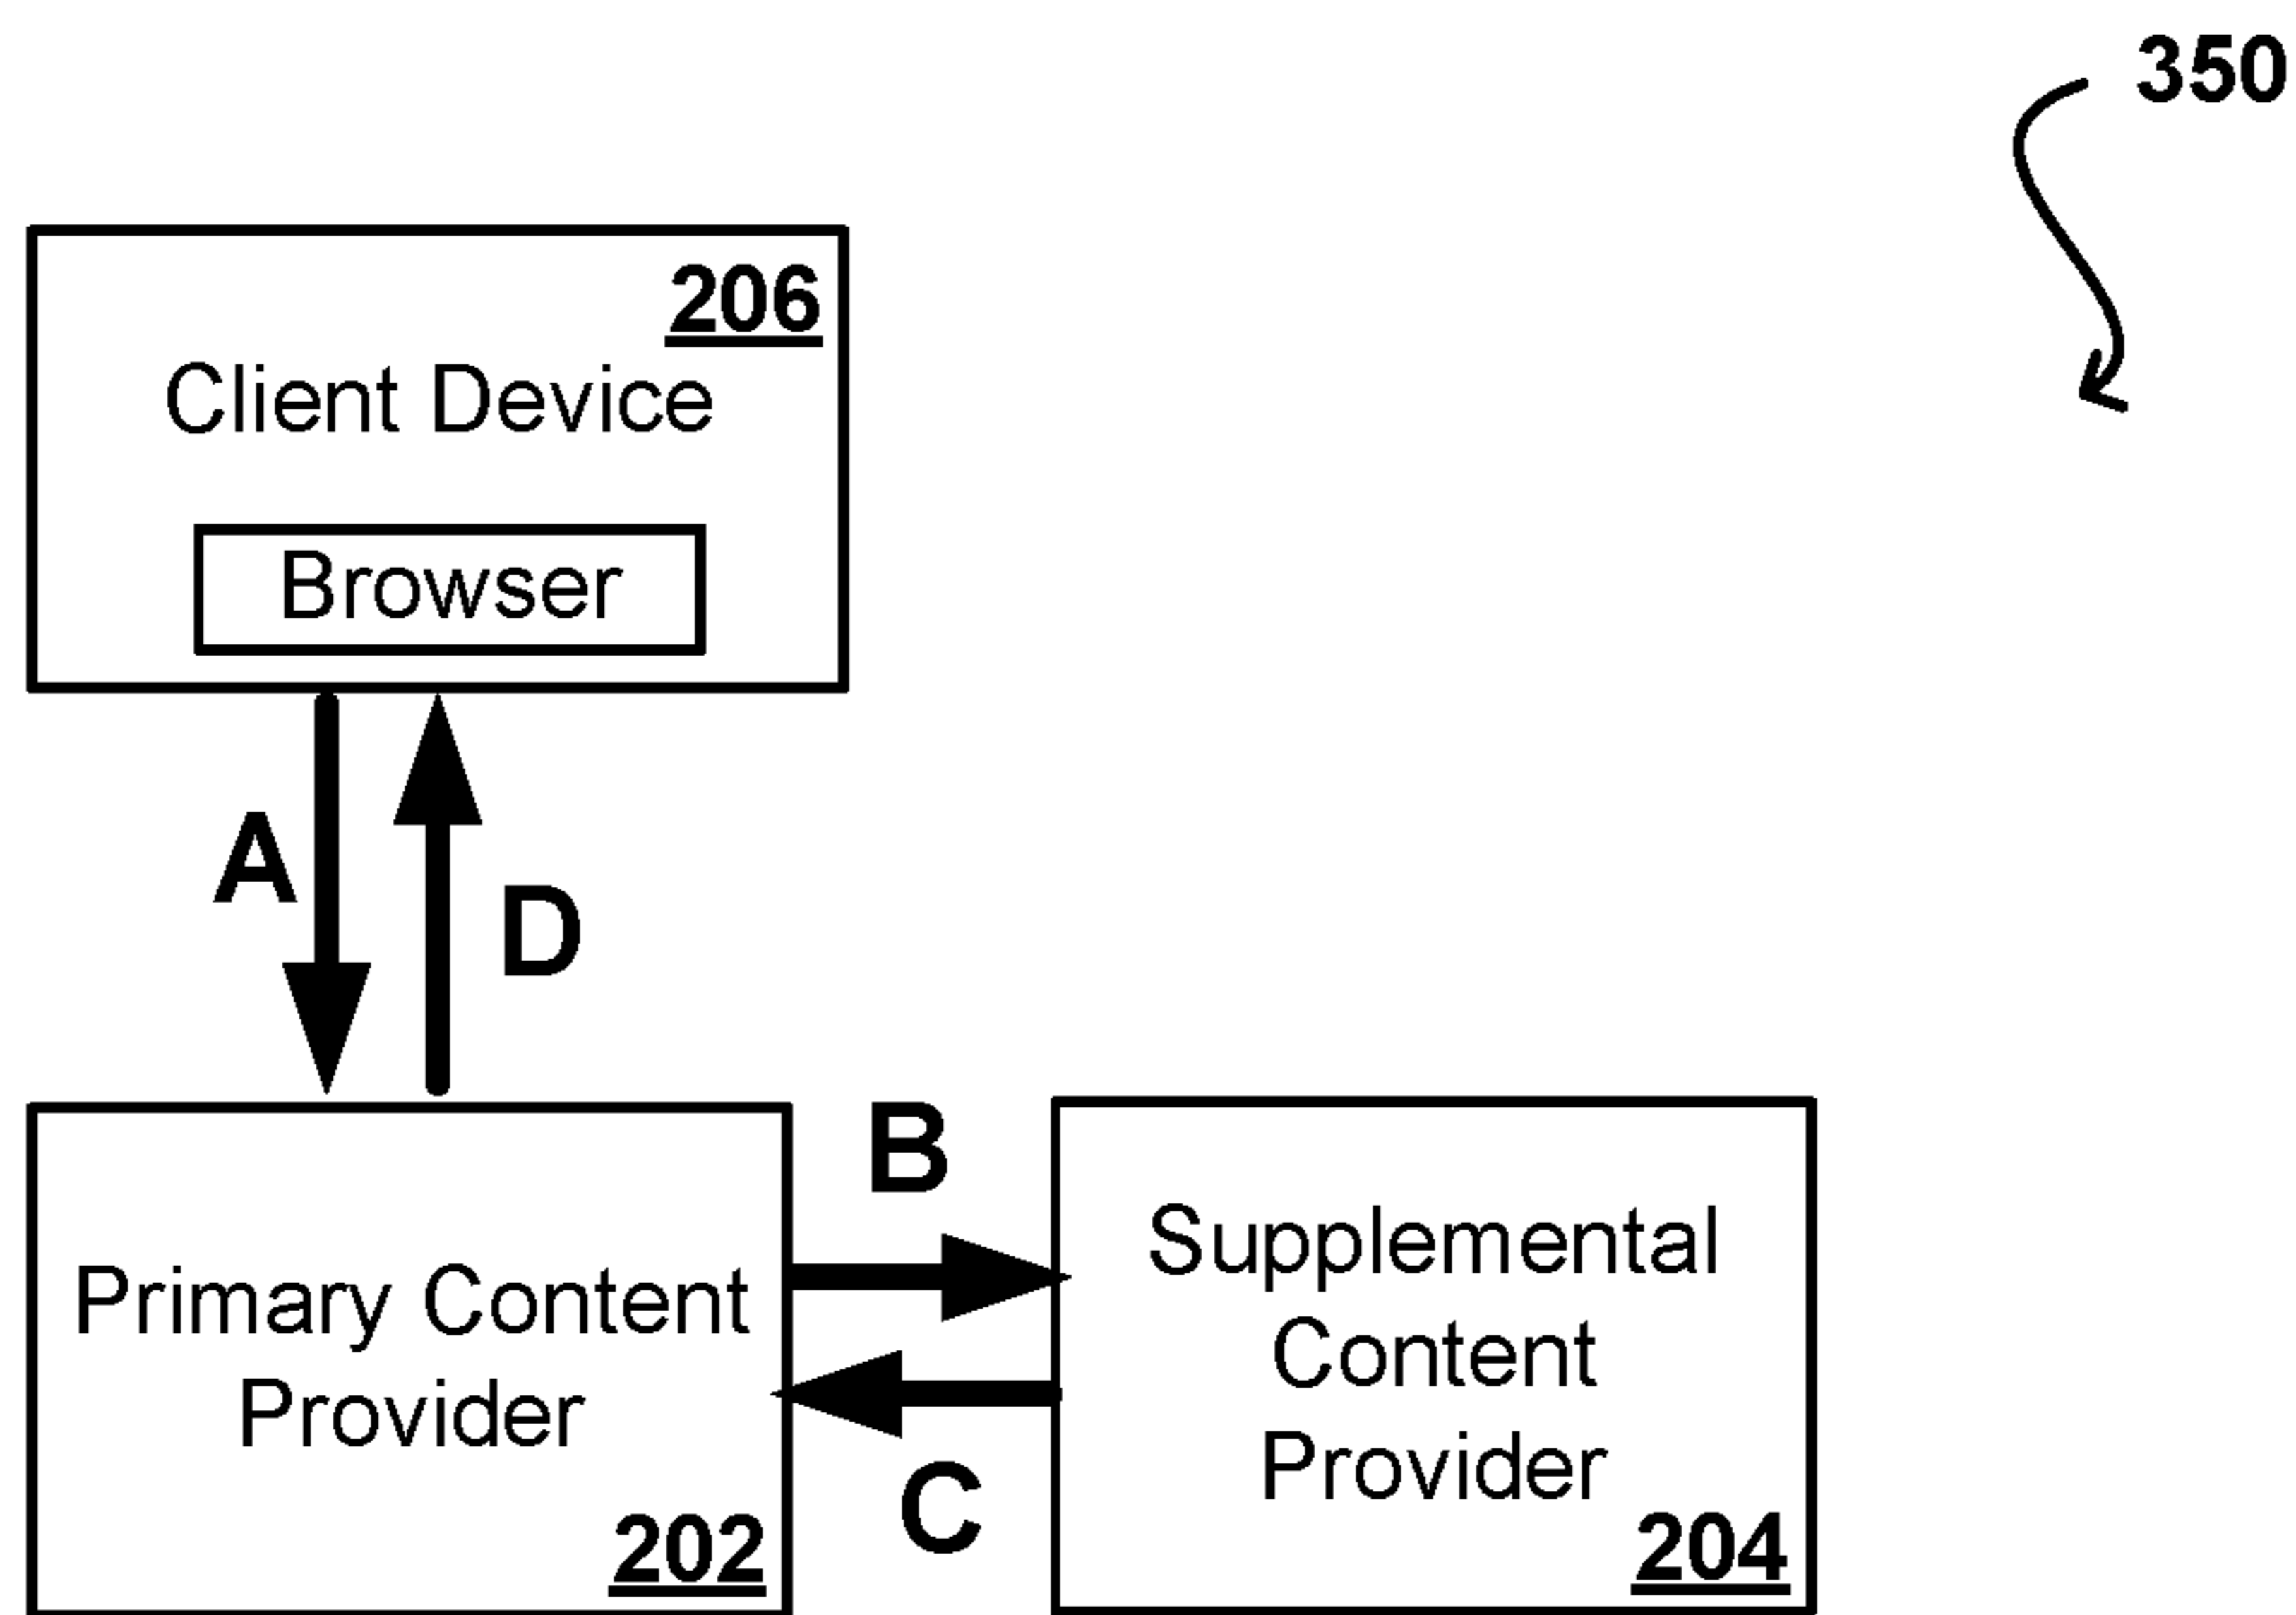 350
206
Client Device
Browser
A
D
B
Primary Content
Provider
202
C
Supplemental
Content
Provider
204